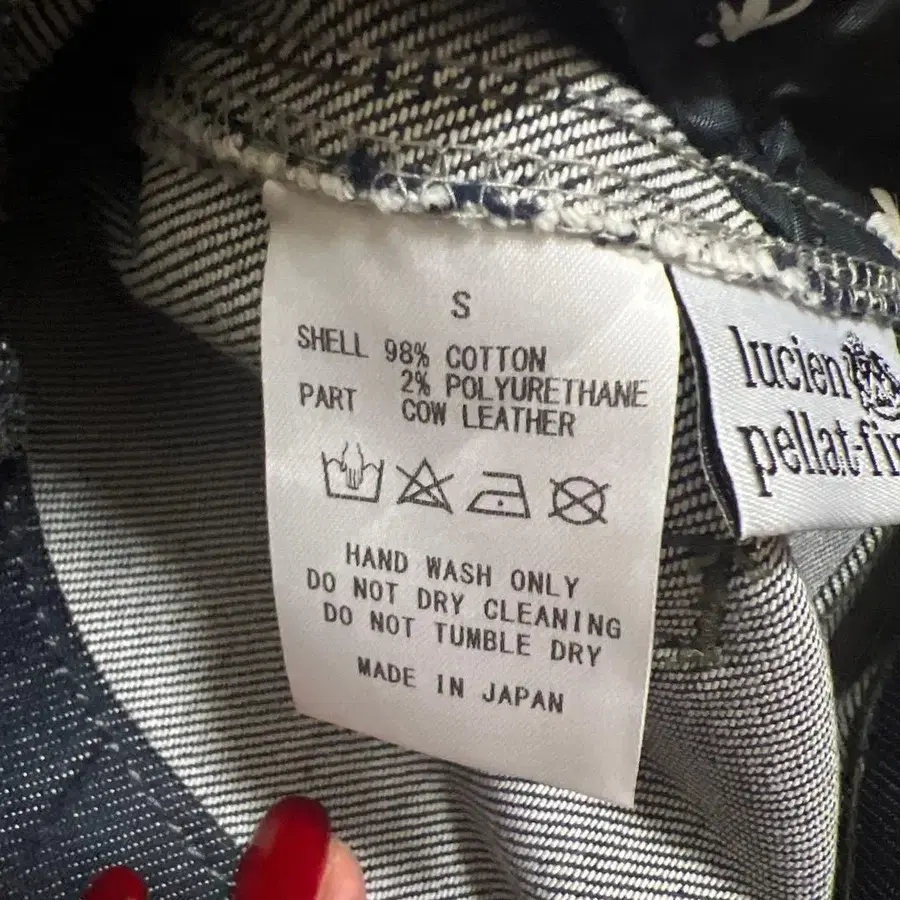 S
SHELL 98% COTTON
2% POLYURETHANE
PART COW LEATHER
HAND WASH ONLY
DO NOT DRY CLEANING
DO NOT TUMBLE DRY
MADE IN JAPAN
lucien
pellat-fi